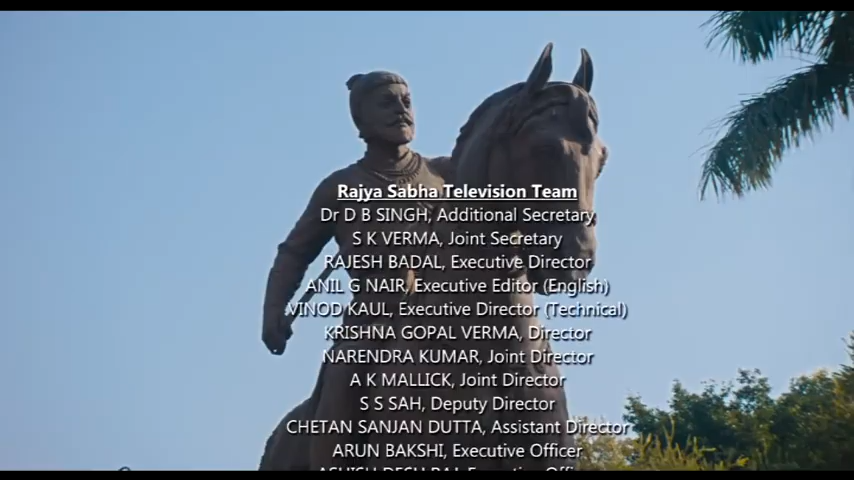 Rajya Sabha Television Team
Dr D B SINGH, Additional Secretary
S K VERMA, Joint Secretary
RAJESH BADAL, Executive Director
ANIL G NAIR, Executive Editor (English)
VINOD KAUL, Executive Director (Technical)
KRISHNA GOPAL VERMA, Director
NARENDRA KUMAR, Joint Director
A K MALLICK, Joint Director
S S SAH, Deputy Director
CHETAN SANJAN DUTTA, Assistant Director
ARUN BAKSHI, Executive Officer